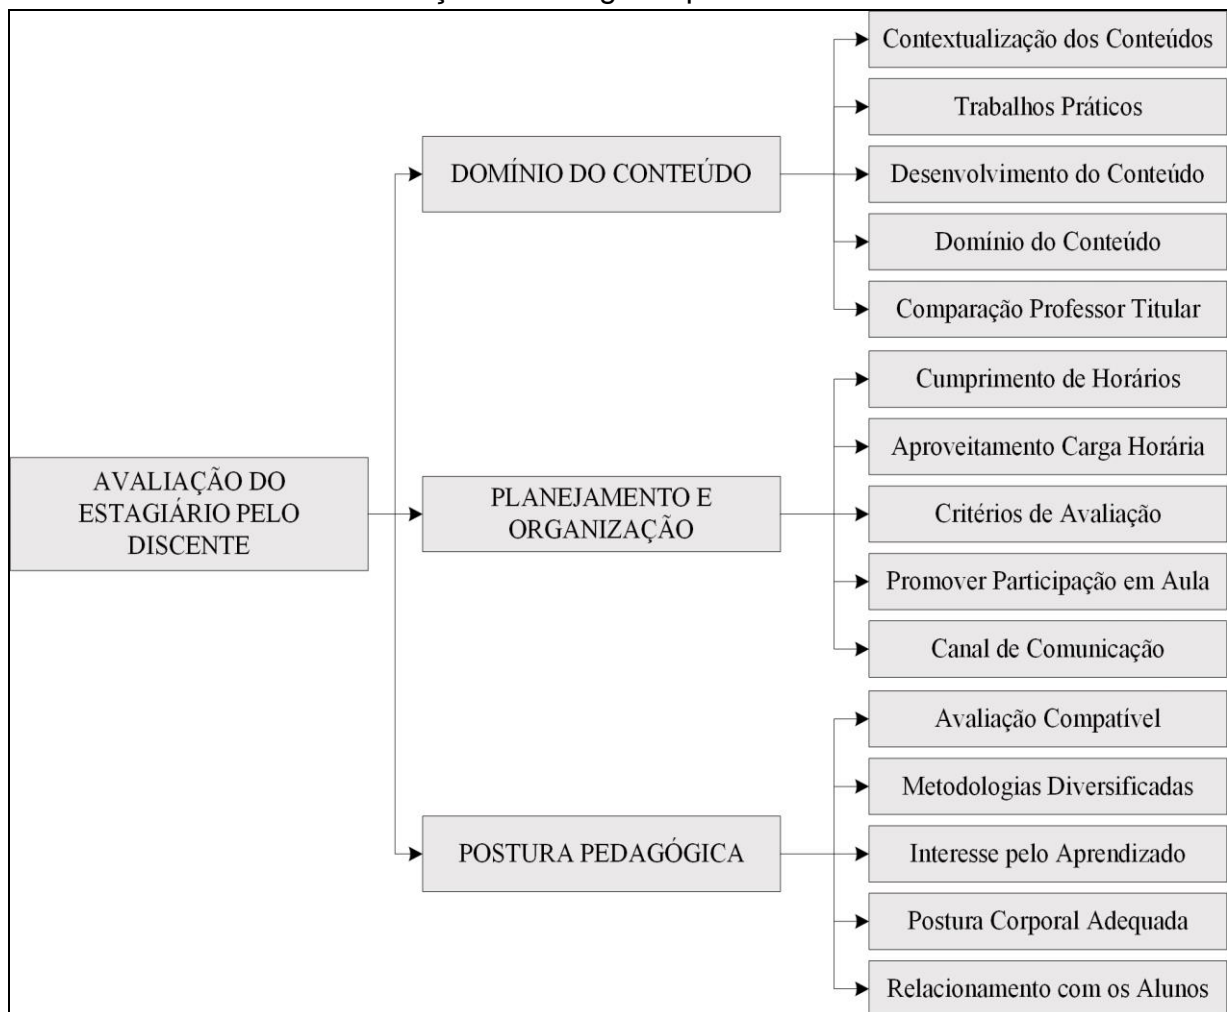 Contextualização dos Conteúdos
Trabalhos Práticos
DOMÍNIO DO CONTEÚDO
Desenvolvimento do Conteúdo
Domínio do Conteúdo
Comparação Professor Titular
Cumprimento de Horários
Aproveitamento Carga Horária
AVALIAÇÃO DO
ESTAGIÁRIO PELO
DISCENTE
PLANEJAMENTO E
ORGANIZAÇÃO
Critérios de Avaliação
Promover Participação em Aula
Canal de Comunicação
Avaliação Compatível
Metodologias Diversificadas
POSTURA PEDAGÓGICA
Interesse pelo Aprendizado
Postura Corporal Adequada
Relacionamento com os Alunos